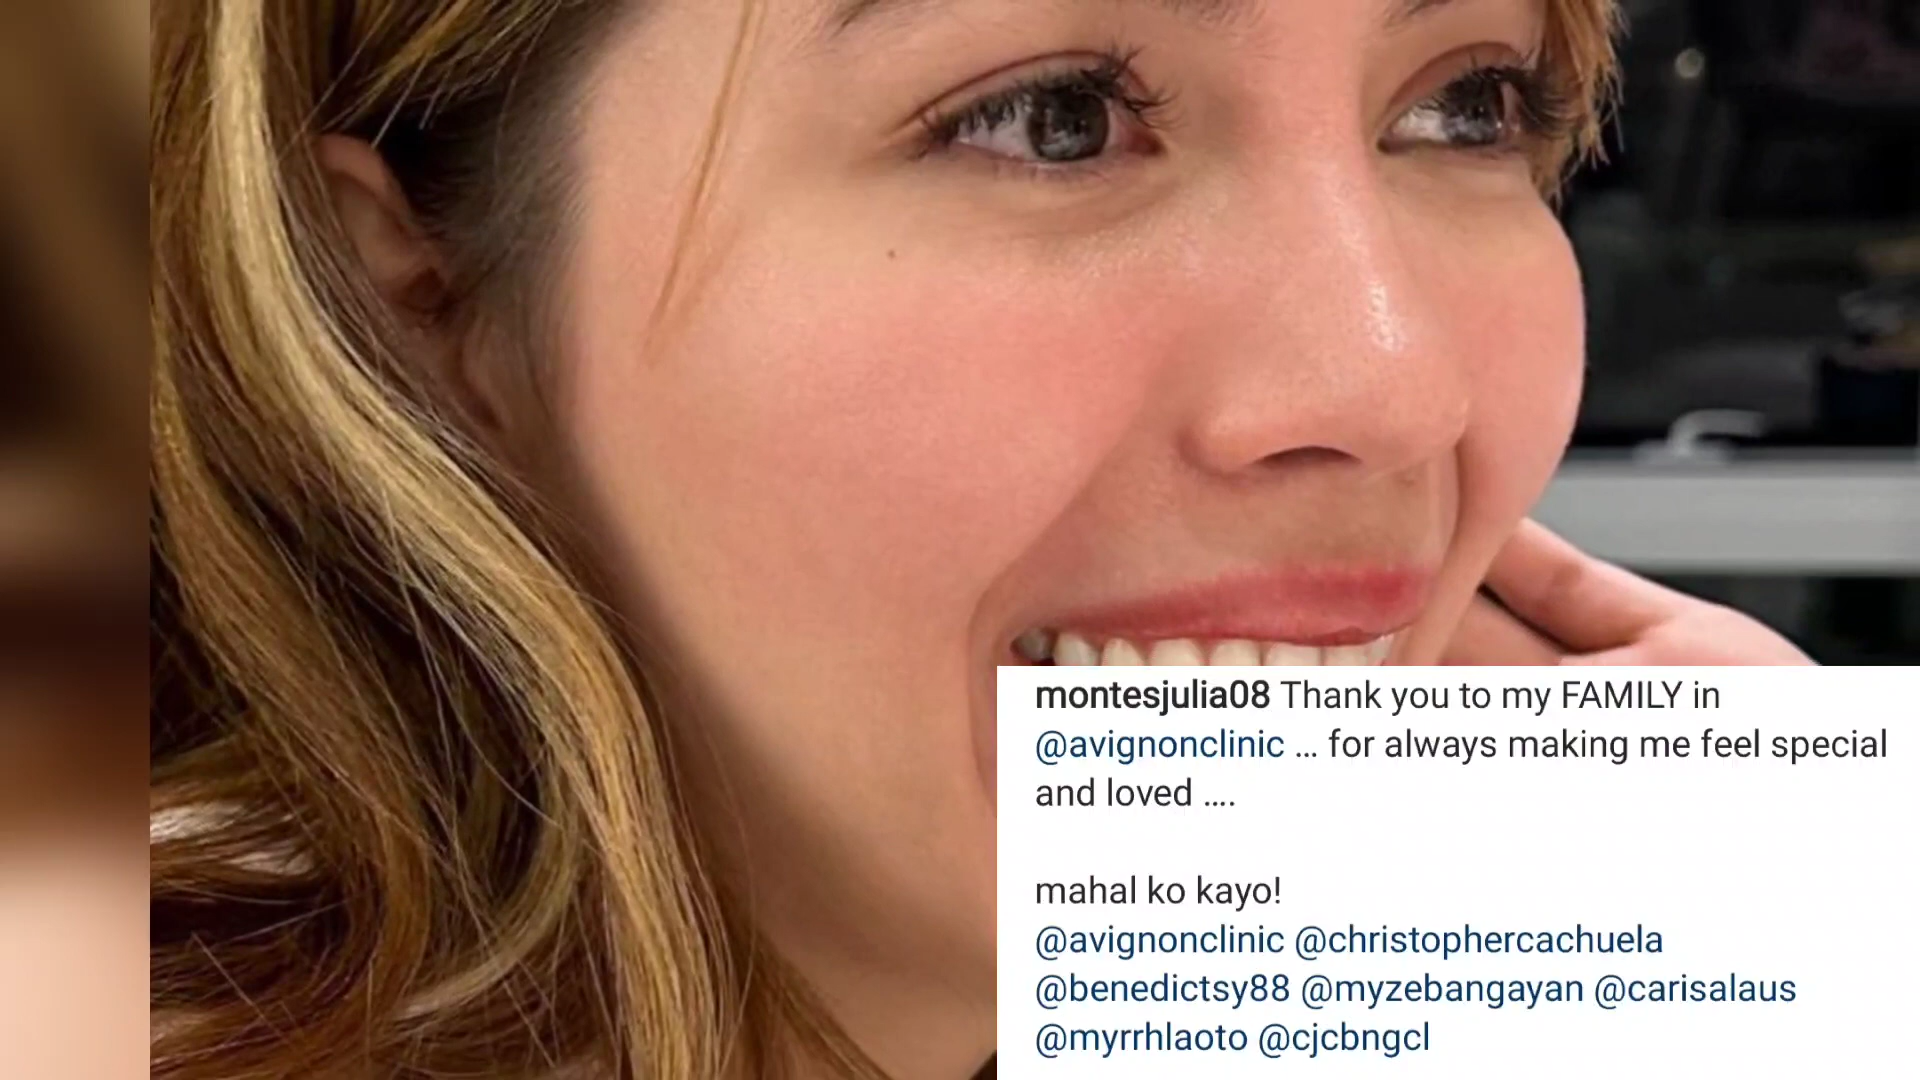 montesjulia08 Thank you to my FAMILY in
@avignonclinic ... for always making me feel special
and loved ....
mahal ko kayo!
@avignonclinic @christophercachuela
@benedictsy88 @myzebangayan @carisalaus
@myrrhlaoto @cjcbngcl